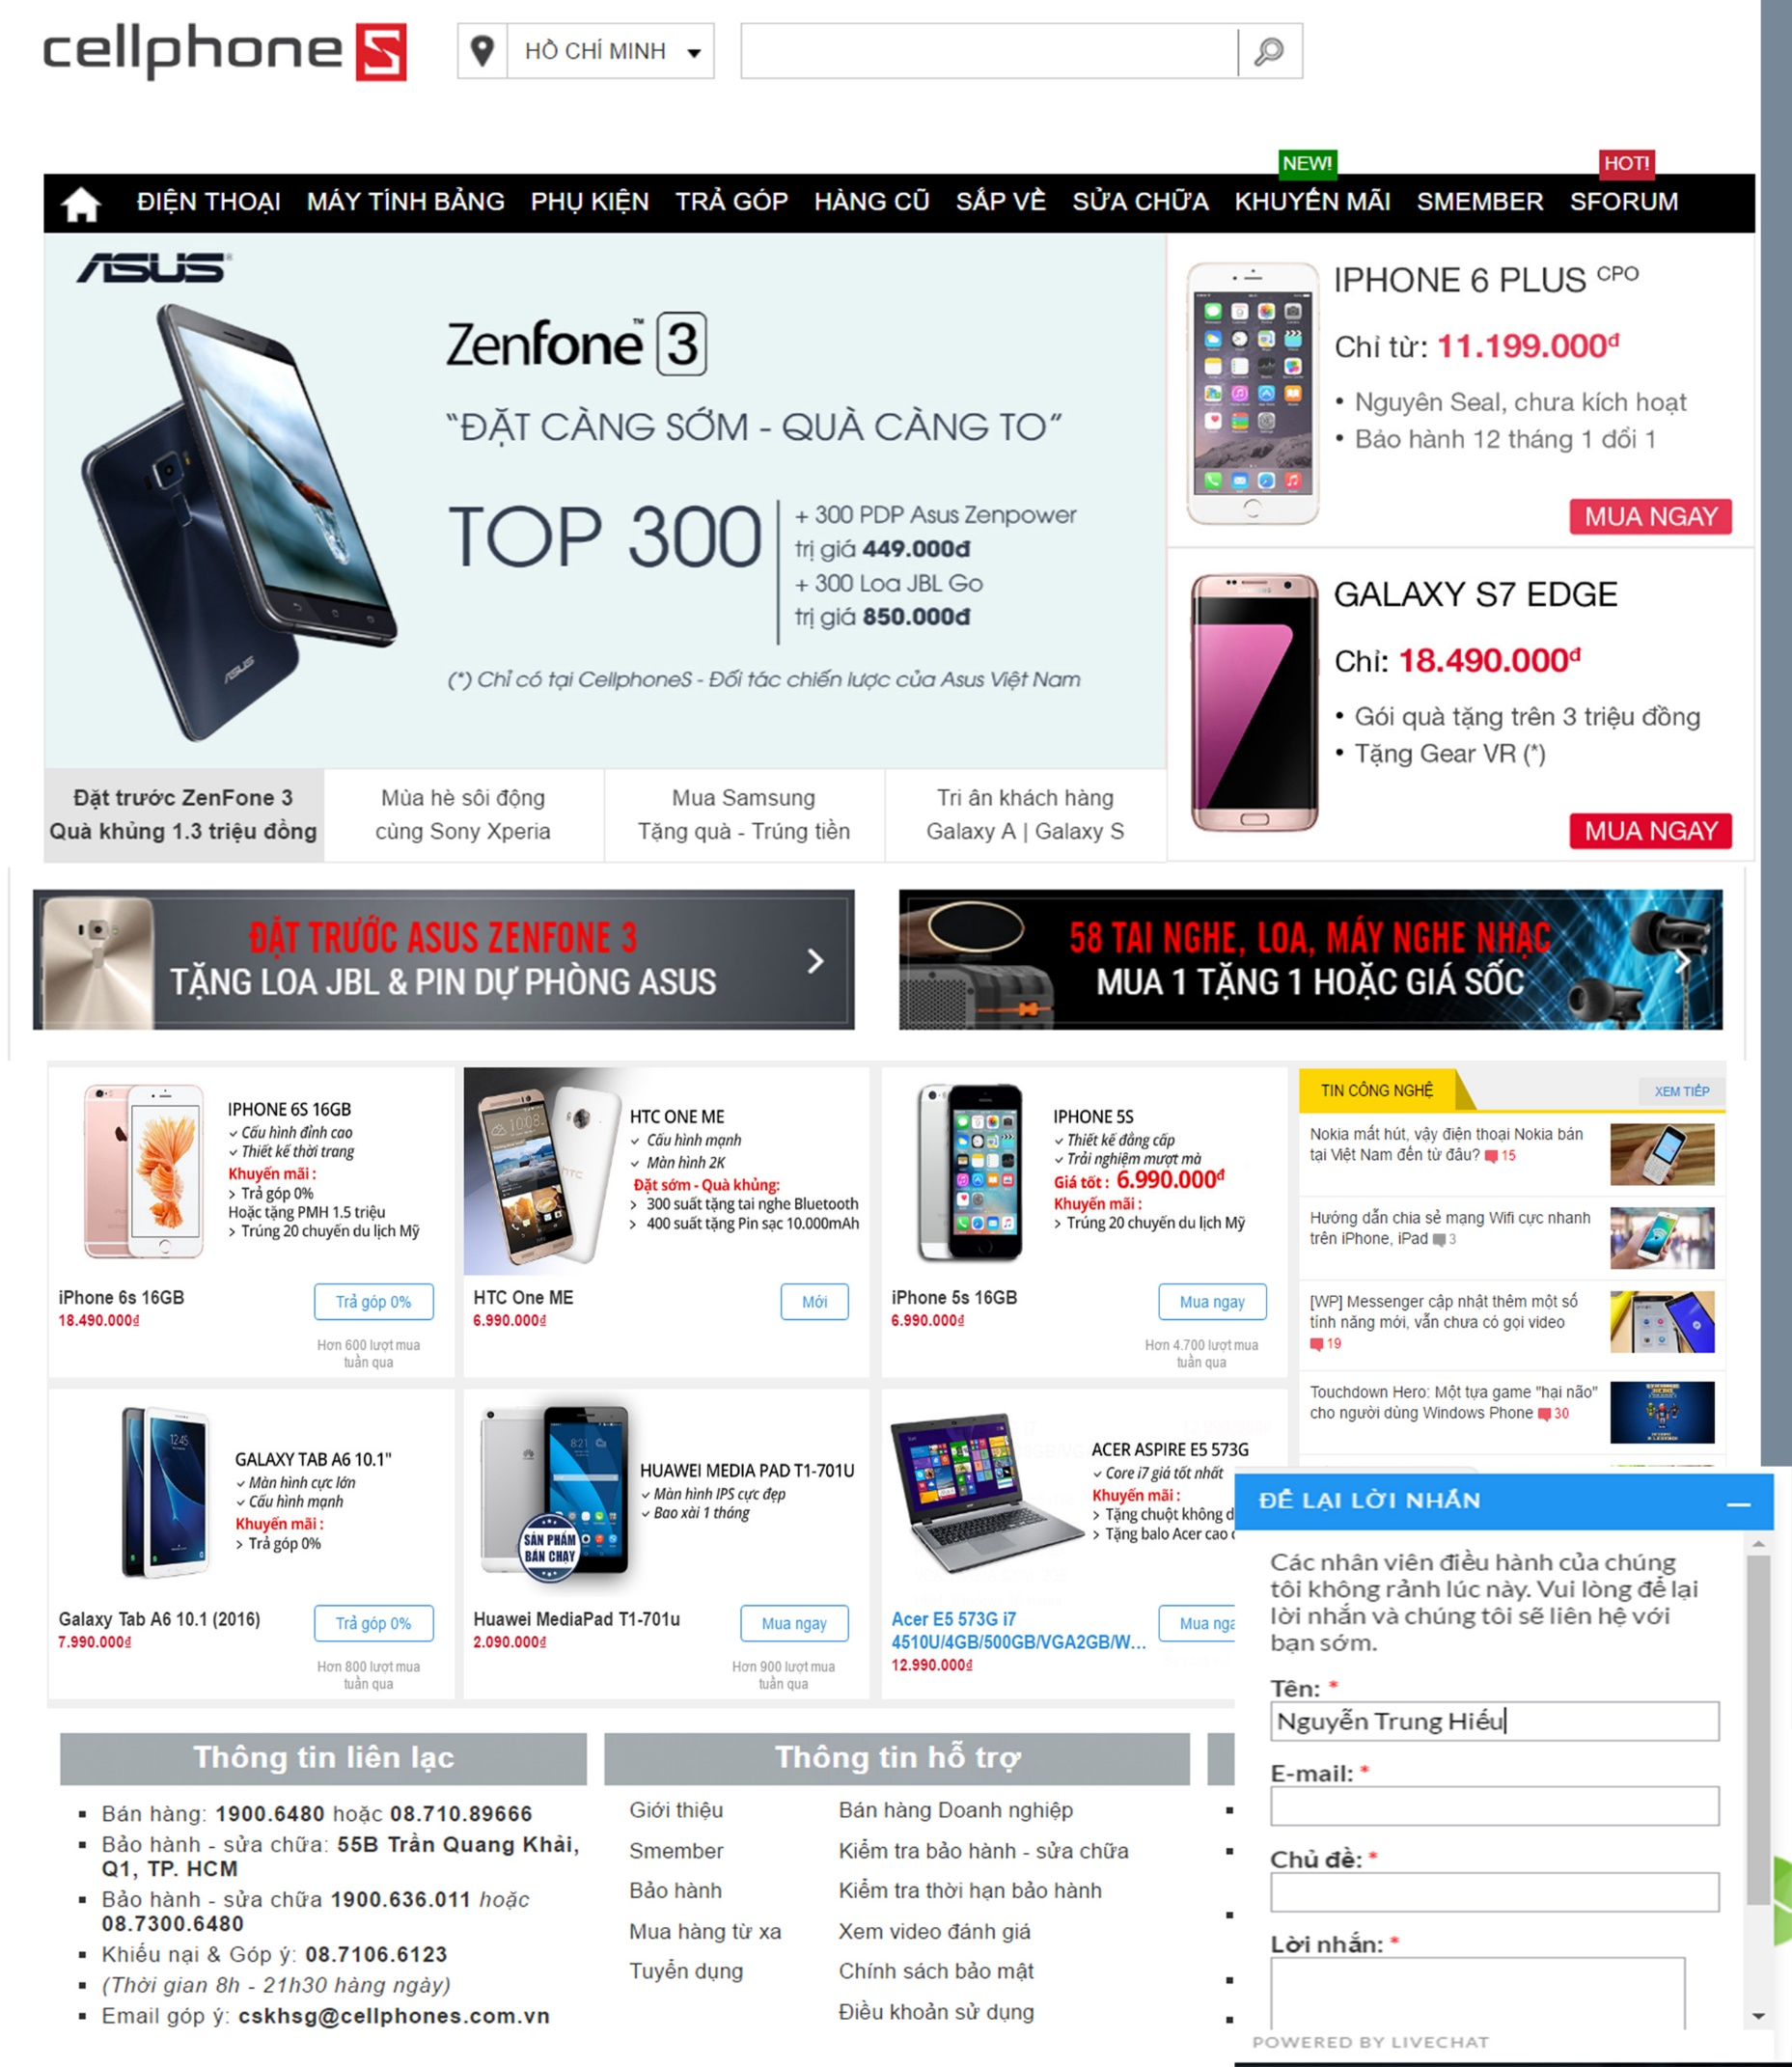 cellphone S
HỒ CHÍ MINH
NEW!
HOT!
ĐIỆN THOẠI MÁY TÍNH BẢNG PHỤ KIỆN TRẢ GÓP HÀNG CŨ SẮP VỀ SỬA CHỮA KHUYẾN MÃI SMEMBER SFORUM
ASUS
Zenfone™ 3
“ĐẶT CÀNG SỚM - QUÀ CÀNG TO”
TOP 300
+ 300 PDP Asus Zenpower
trị giá 449.000đ
+ 300 Loa JBL Go
trị giá 850.000đ
(*) Chỉ có tại CellphoneS - Đối tác chiến lược của Asus Việt Nam
IPHONE 6 PLUS CPO
Chỉ từ: 11.199.000đ
• Nguyên Seal, chưa kích hoạt
• Bảo hành 12 tháng 1 đổi 1
MUA NGAY
GALAXY S7 EDGE
Chỉ: 18.490.000đ
• Gói quà tặng trên 3 triệu đồng
• Tặng Gear VR (*)
MUA NGAY
Đặt trước ZenFone 3
Quà khủng 1.3 triệu đồng
Mùa hè sôi động
cùng Sony Xperia
Mua Samsung
Tặng quà - Trúng tiền
Tri ân khách hàng
Galaxy A | Galaxy S
ĐẶT TRƯỚC ASUS ZENFONE 3
TẶNG LOA JBL & PIN DỰ PHÒNG ASUS
58 TAI NGHE, LOA, MÁY NGHE NHẠC
MUA 1 TẶNG 1 HOẶC GIÁ SỐC
IPHONE 6S 16GB
Cấu hình đỉnh cao
Thiết kế thời trang
Khuyến mãi :
> Trả góp 0%
Hoặc tặng PMH 1.5 triệu
> Trúng 20 chuyến du lịch Mỹ
iPhone 6s 16GB
18.490.000₫
Trả góp 0%
Hơn 600 lượt mua
tuần qua
HTC ONE ME
Cấu hình mạnh
Màn hình 2K
Đặt sớm - Quà khủng:
> 300 suất tặng tai nghe Bluetooth
> 400 suất tặng Pin sạc 10.000mAh
HTC One ME
6.990.000₫
Mới
IPHONE 5S
Thiết kế đẳng cấp
Trải nghiệm mượt mà
Giá tốt : 6.990.000đ
Khuyến mãi :
> Trúng 20 chuyến du lịch Mỹ
iPhone 5s 16GB
6.990.000₫
Mua ngay
Hơn 4.700 lượt mua
tuần qua
TIN CÔNG NGHỆ
XEM TIẾP
Nokia mất hút, vậy điện thoại Nokia bán
tại Việt Nam đến từ đâu? 15
Hướng dẫn chia sẻ mạng Wifi cực nhanh
trên iPhone, iPad 3
[WP] Messenger cập nhật thêm một số
tính năng mới, vẫn chưa có gọi video
19
Touchdown Hero: Một tựa game "hại não"
cho người dùng Windows Phone 30
GALAXY TAB A6 10.1"
Màn hình cực lớn
Cấu hình mạnh
Khuyến mãi :
> Trả góp 0%
Galaxy Tab A6 10.1 (2016)
7.990.000₫
Trả góp 0%
Hơn 800 lượt mua
tuần qua
HUAWEI MEDIA PAD T1-701U
Màn hình IPS cực đẹp
Bao xài 1 tháng
SẢN PHẨM
BÁN CHẠY
Huawei MediaPad T1-701u
2.090.000₫
Mua ngay
Hơn 900 lượt mua
tuần qua
ACER ASPIRE E5 573G
Core i7 giá tốt nhất
Khuyến mãi :
> Tặng chuột không d
> Tặng balo Acer cao
Acer E5 573G i7
4510U/4GB/500GB/VGA2GB/W...
12.990.000₫
Mua nga
ĐỂ LẠI LỜI NHẮN
Các nhân viên điều hành của chúng
tôi không rảnh lúc này. Vui lòng để lại
lời nhắn và chúng tôi sẽ liên hệ với
bạn sớm.
Tên: *
Nguyễn Trung Hiếu
E-mail: *
Chủ đề: *
Lời nhắn: *
POWERED BY LIVECHAT
Thông tin liên lạc
Bán hàng: 1900.6480 hoặc 08.710.89666
Bảo hành - sửa chữa: 55B Trần Quang Khải,
Q1, TP. HCM
Bảo hành - sửa chữa 1900.636.011 hoặc
08.7300.6480
Khiếu nại & Góp ý: 08.7106.6123
(Thời gian 8h - 21h30 hàng ngày)
Email góp ý: cskhsg@cellphones.com.vn
Thông tin hỗ trợ
Giới thiệu
Smember
Bảo hành
Mua hàng từ xa
Tuyển dụng
Bán hàng Doanh nghiệp
Kiểm tra bảo hành - sửa chữa
Kiểm tra thời hạn bảo hành
Xem video đánh giá
Chính sách bảo mật
Điều khoản sử dụng